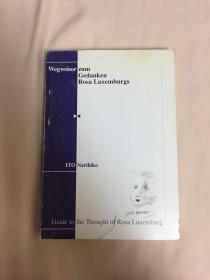 Wegweiser zum
Gedanken
Rosa Luxemburgs
ITO Narihiko
Guide to the Thought of Rosa Luxemburg